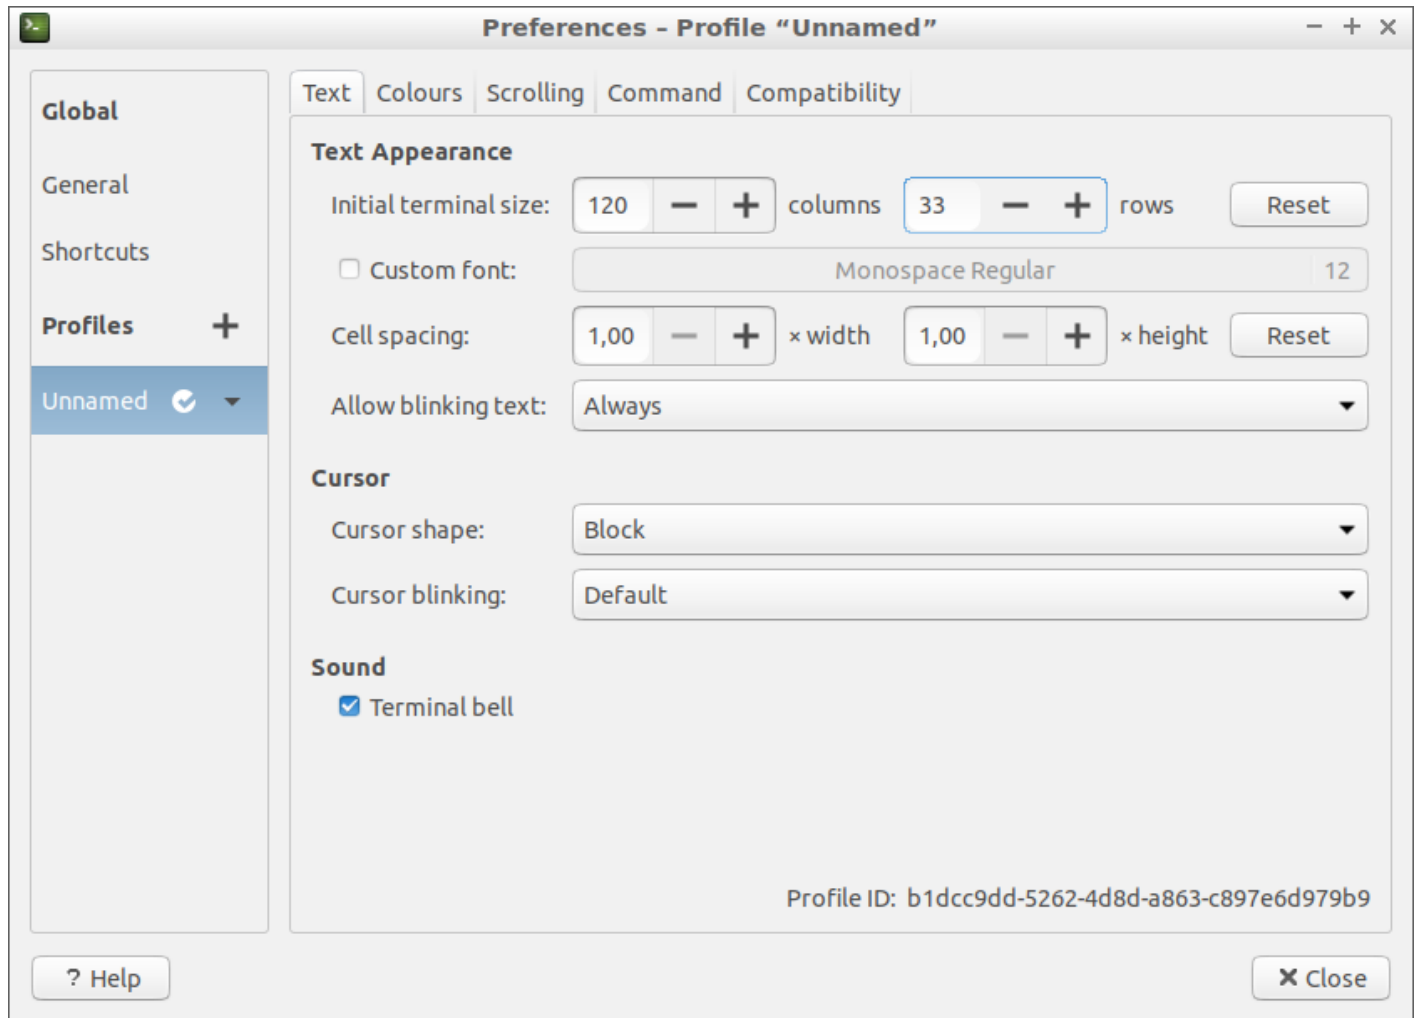 Preferences – Profile “Unnamed”
Global
General
Shortcuts
Profiles
Unnamed
Text Colours Scrolling Command Compatibility
Text Appearance
Initial terminal size: 120 columns 33 rows Reset
Custom font: Monospace Regular 12
Cell spacing: 1,00 × width 1,00 × height Reset
Allow blinking text: Always
Cursor
Cursor shape: Block
Cursor blinking: Default
Sound
Terminal bell
Profile ID: b1dcc9dd-5262-4d8d-a863-c897e6d979b9
? Help
Close